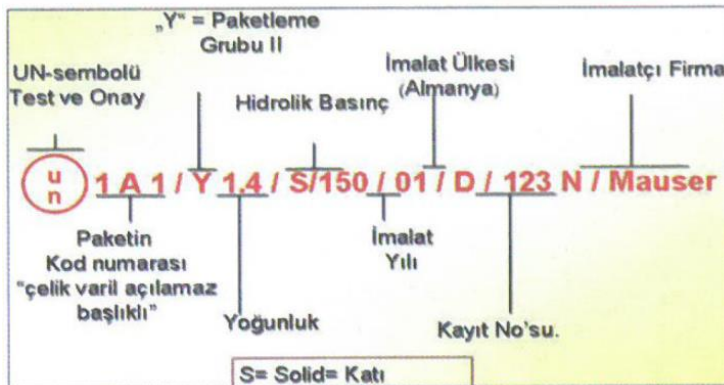 „Y“ = Paketleme
Grubu II
UN-sembolü
Test ve Onay
Hidrolik Basınç
İmalat Ülkesi
(Almanya)
İmalatçı Firma
un 1 A 1 / Y 1,4 / S/150 / 01 / D / 123 N / Mauser
Paketin
Kod numarası
“çelik varil açılamaz
başlıklı”
Yoğunluk
İmalat
Yılı
Kayıt No'su.
S= Solid= Katı